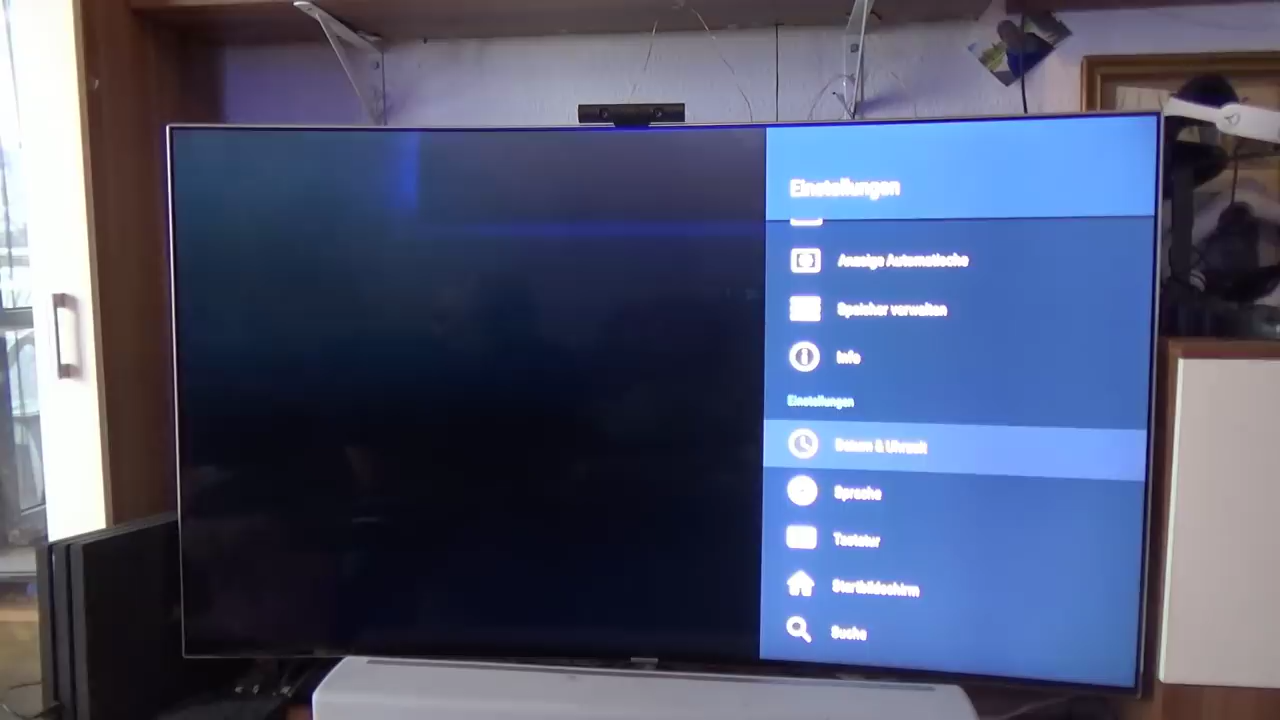 Einstellungen
Anzeige Automatische
Speicher verwalten
Info
Einstellungen
Datum & Uhrzeit
Sprache
Tastatur
Startbildschirm
Suche